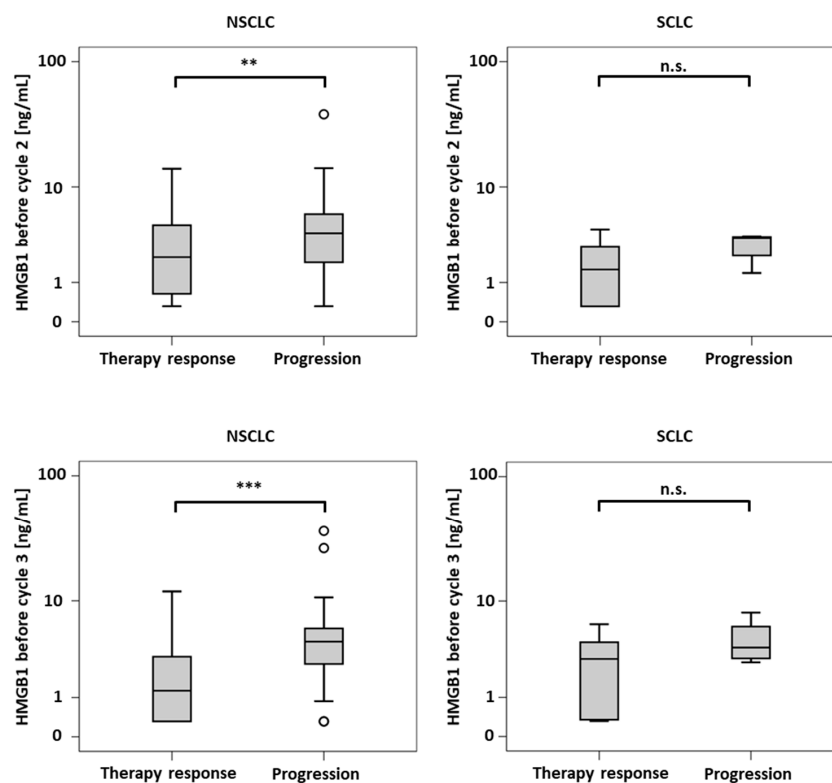 NSCLC
HMGB1 before cycle 2 [ng/mL]
100
10
1
0
**
Therapy response
Progression
SCLC
HMGB1 before cycle 2 [ng/mL]
100
10
1
0
n.s.
Therapy response
Progression
NSCLC
HMGB1 before cycle 3 [ng/mL]
100
10
1
0
***
Therapy response
Progression
SCLC
HMGB1 before cycle 3 [ng/mL]
100
10
1
0
n.s.
Therapy response
Progression